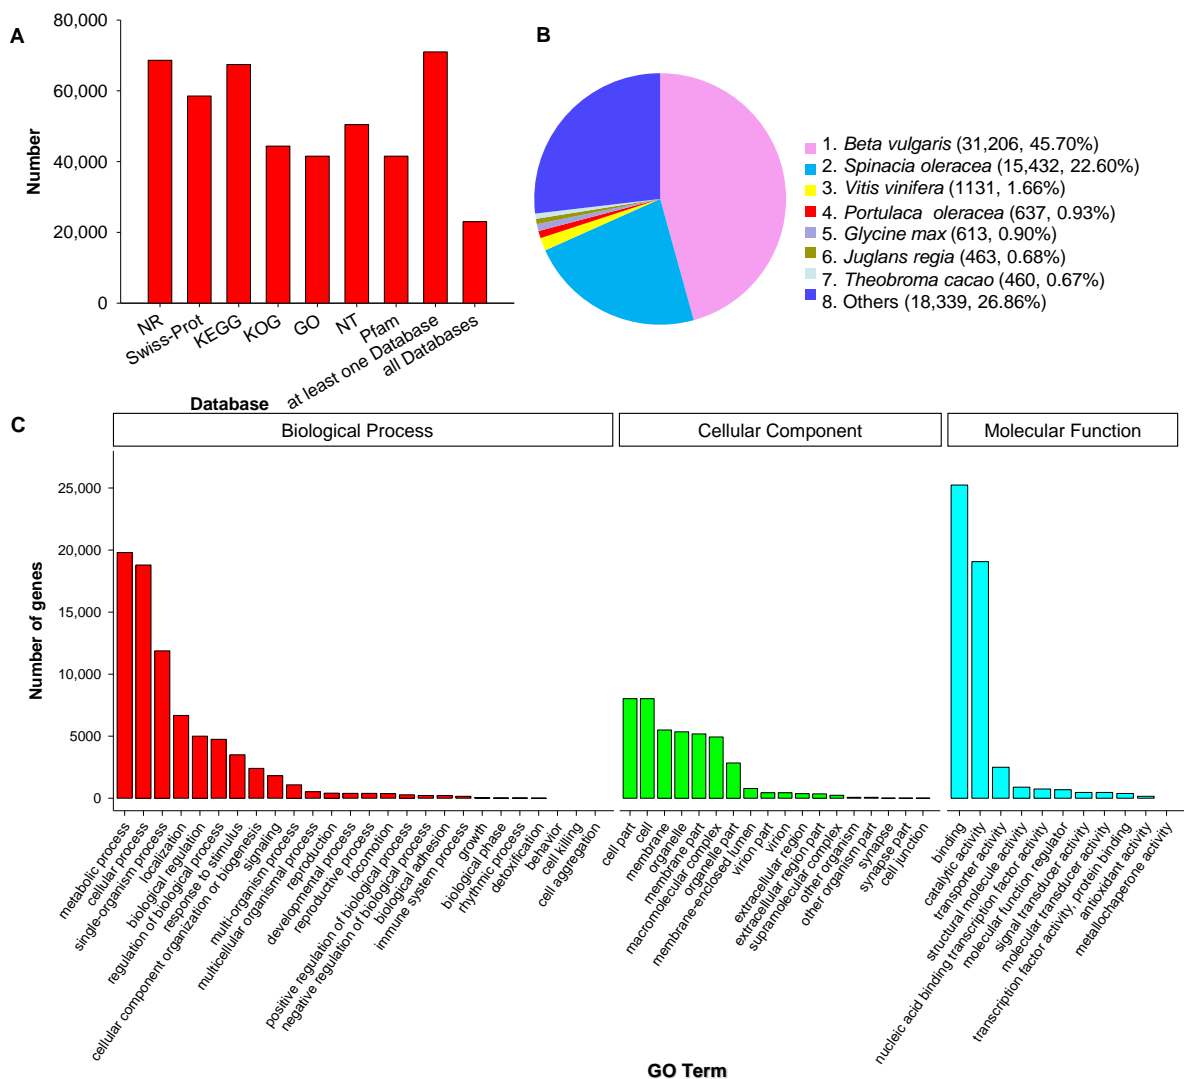 A
80,000
60,000
40,000
20,000
0
Number
NR
Swiss-Prot
KEGG
KOG
GO
NT
Pfam
at least one Database
all Databases
Database
B
1. Beta vulgaris (31,206, 45.70%)
2. Spinacia oleracea (15,432, 22.60%)
3. Vitis vinifera (1131, 1.66%)
4. Portulaca oleracea (637, 0.93%)
5. Glycine max (613, 0.90%)
6. Juglans regia (463, 0.68%)
7. Theobroma cacao (460, 0.67%)
8. Others (18,339, 26.86%)
C
Biological Process
Cellular Component
Molecular Function
25,000
20,000
15,000
10,000
5000
0
Number of genes
metabolic process
cellular process
single-organism process
localization
biological regulation
regulation of biological process
response to stimulus
cellular component organization or biogenesis
signaling
multi-organism process
multicellular organismal process
reproduction
developmental process
reproductive process
locomotion
positive regulation of biological process
negative regulation of biological process
biological adhesion
immune system process
growth
biological phase
rhythmic process
detoxification
behavior
cell killing
cell aggregation
cell part
cell
membrane
organelle
membrane part
macromolecular complex
organelle part
membrane-enclosed lumen
virion part
virion
extracellular region
extracellular region part
supramolecular complex
other organism
other organism part
synapse
synapse part
cell junction
binding
catalytic activity
transporter activity
structural molecule activity
nucleic acid binding transcription factor activity
molecular function regulator
signal transducer activity
molecular transducer activity
transcription factor activity, protein binding
antioxidant activity
metallochaperone activity
GO Term